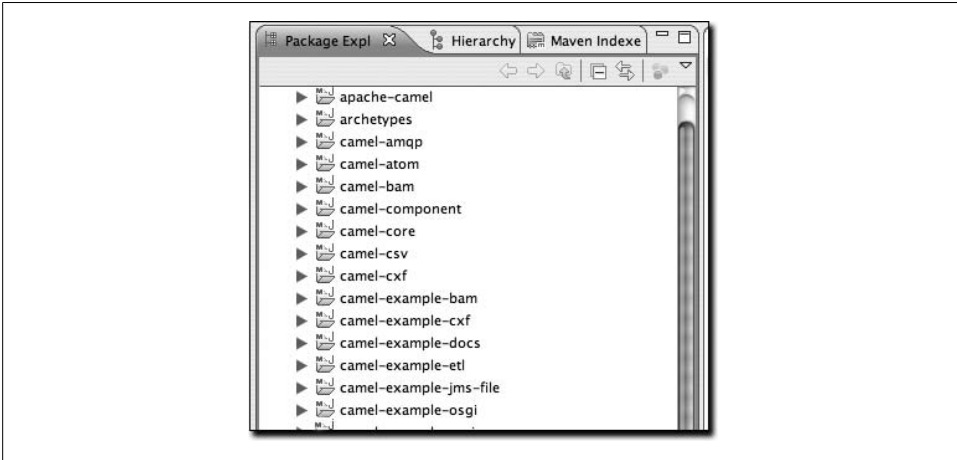 Package Expl Hierarchy Maven Indexe
apache-camel
archetypes
camel-amqp
camel-atom
camel-bam
camel-component
camel-core
camel-csv
camel-cxf
camel-example-bam
camel-example-cxf
camel-example-docs
camel-example-etl
camel-example-jms-file
camel-example-osgi